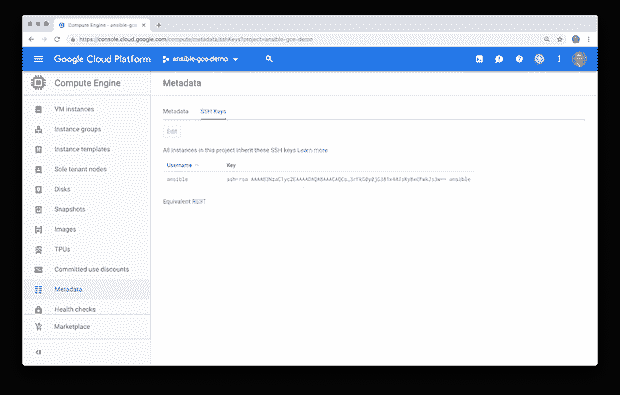 Compute Engine - ansible-gce-
https://console.cloud.google.com/compute/metadata/sshKeys?project=ansible-gce-demo
Google Cloud Platform
ansible-gce-demo
Compute Engine
Metadata
VM instances
Instance groups
Instance templates
Sole tenant nodes
Disks
Snapshots
Images
TPUs
Committed use discounts
Metadata
Health checks
Marketplace
Metadata SSH Keys
Edit
All instances in this project inherit these SSH keys Learn more
Username Key
ansible ssh-rsa ansible
Equivalent REST